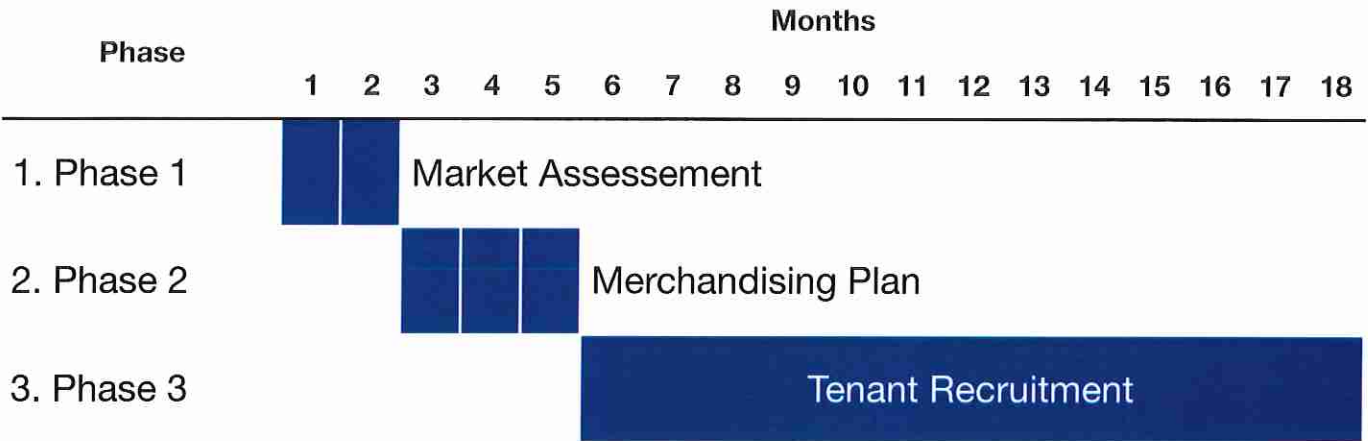 Months
Phase
1 2 3 4 5 6 7 8 9 10 11 12 13 14 15 16 17 18
1. Phase 1 Market Assessement
2. Phase 2 Merchandising Plan
3. Phase 3 Tenant Recruitment